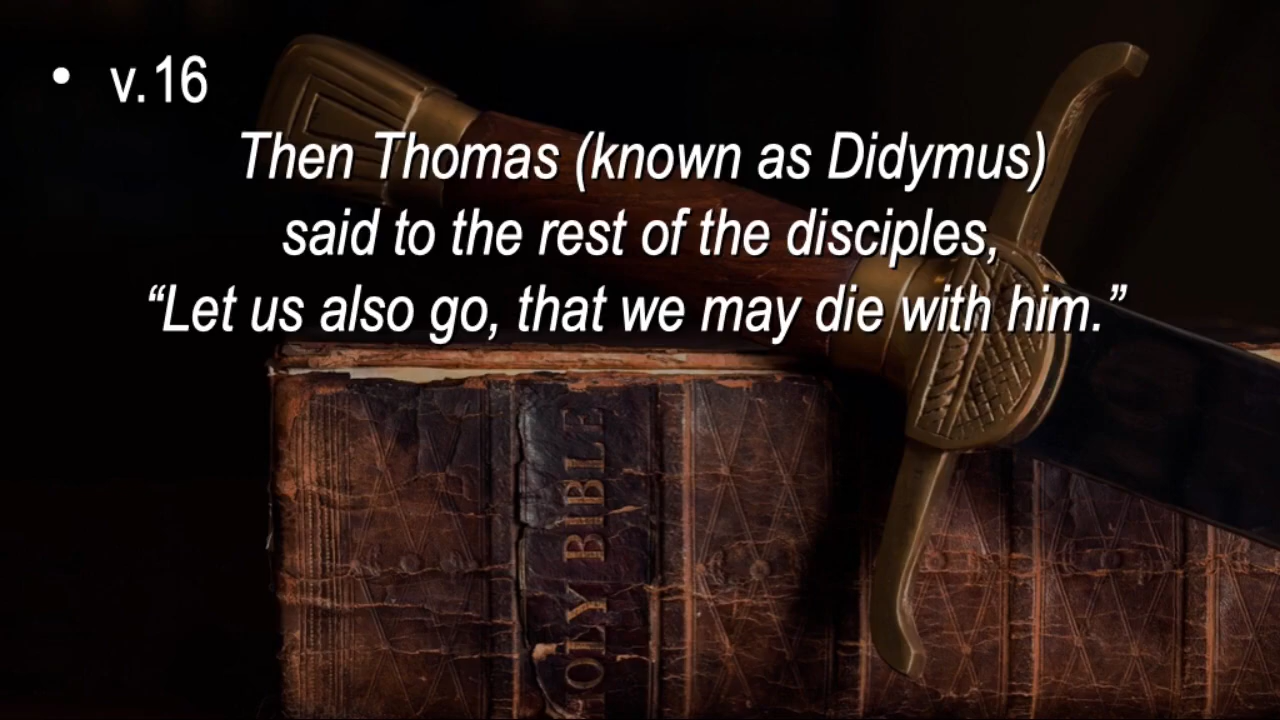 • v.16
Then Thomas (known as Didymus)
said to the rest of the disciples,
“Let us also go, that we may die with him.”
HOLY BIBLE